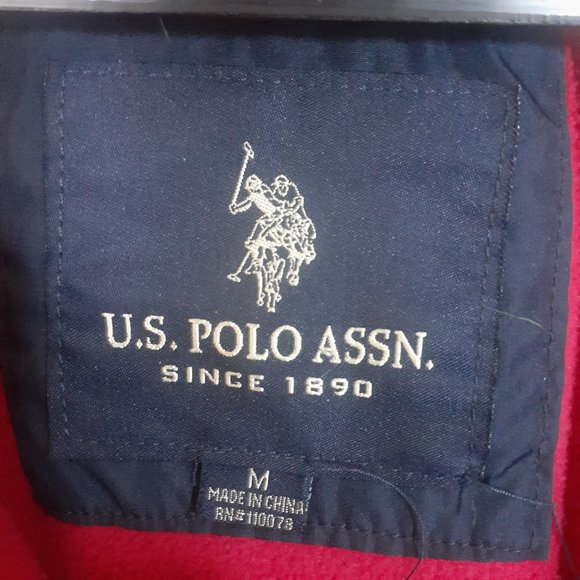 U.S. POLO ASSN.
SINCE 1890
M
MADE IN CHINA
RN#110078